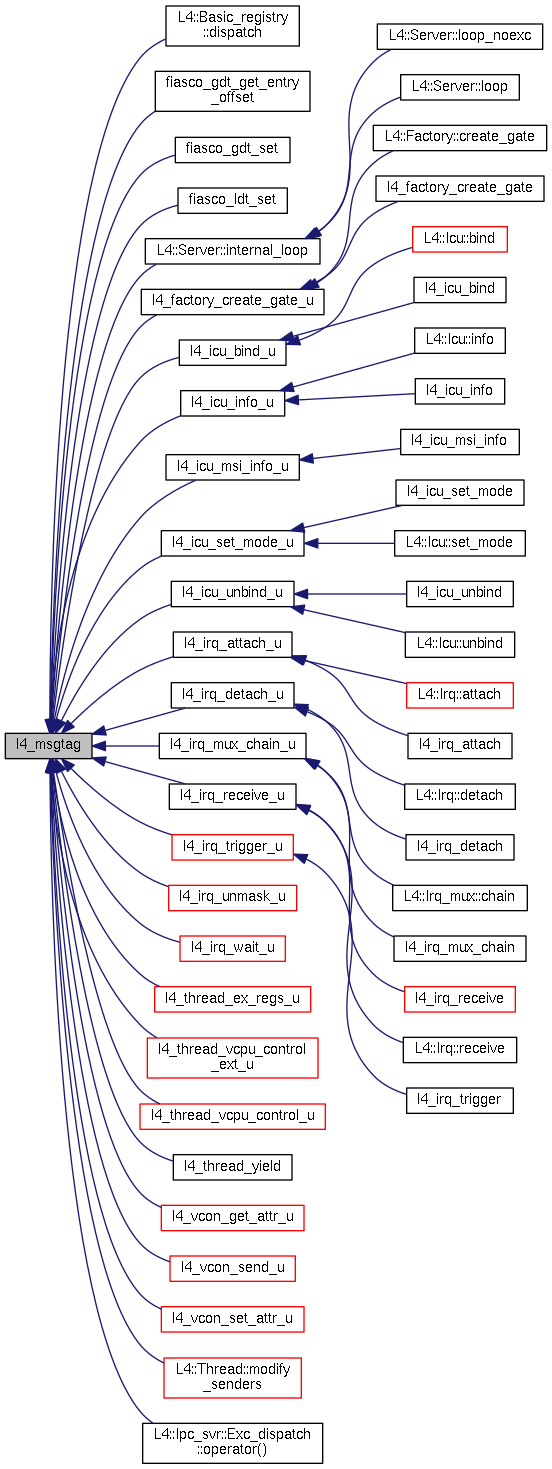 l4_msgtag
L4::Basic_registry
::dispatch
fiasco_gdt_get_entry
_offset
fiasco_gdt_set
fiasco_ldt_set
L4::Server::internal_loop
l4_factory_create_gate_u
l4_icu_bind_u
l4_icu_info_u
l4_icu_msi_info_u
l4_icu_set_mode_u
l4_icu_unbind_u
l4_irq_attach_u
l4_irq_detach_u
l4_irq_mux_chain_u
l4_irq_receive_u
l4_irq_trigger_u
l4_irq_unmask_u
l4_irq_wait_u
l4_thread_ex_regs_u
l4_thread_vcpu_control
_ext_u
l4_thread_vcpu_control_u
l4_thread_yield
l4_vcon_get_attr_u
l4_vcon_send_u
l4_vcon_set_attr_u
L4::Thread::modify
_senders
L4::Ipc_svr::Exc_dispatch
::operator()
L4::Server::loop_noexc
L4::Server::loop
L4::Factory::create_gate
l4_factory_create_gate
L4::Icu::bind
l4_icu_bind
L4::Icu::info
l4_icu_info
l4_icu_msi_info
l4_icu_set_mode
L4::Icu::set_mode
l4_icu_unbind
L4::Icu::unbind
L4::Irq::attach
l4_irq_attach
L4::Irq::detach
l4_irq_detach
L4::Irq_mux::chain
l4_irq_mux_chain
l4_irq_receive
L4::Irq::receive
l4_irq_trigger